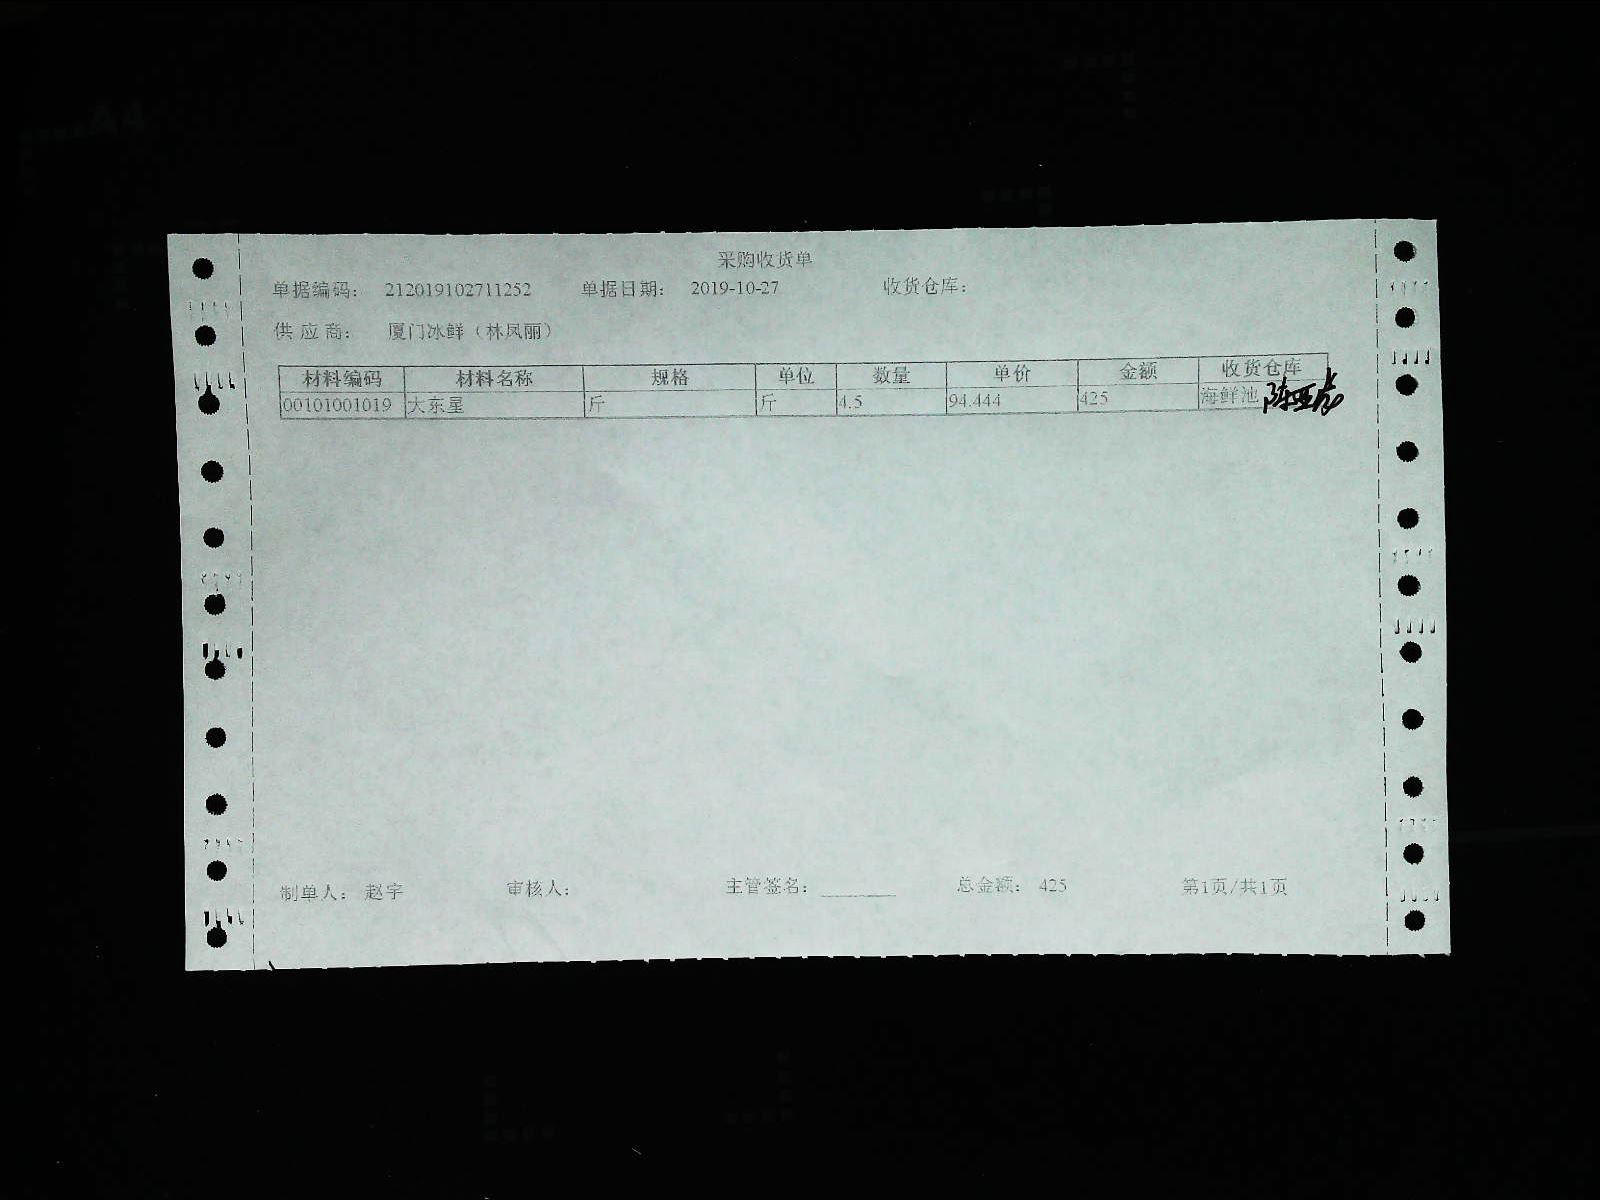 采购收货单
单据编码： 212019102711252 单据日期： 2019-10-27 收货仓库：
供应商： 厦门冰鲜（林凤丽）
材料编码 材料名称 规格 单位 数量 单价 金额 收货仓库
00101001019 大东星 斤 斤 4.5 94.444 425 海鲜池
制单人： 赵宇 审核人： 主管签名：________ 总金额： 425 第1页/共1页